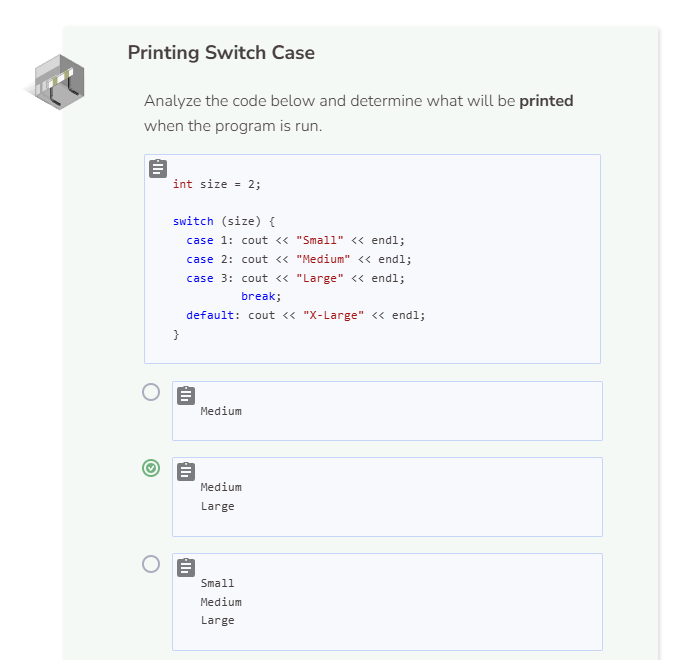 Printing Switch Case
Analyze the code below and determine what will be printed
when the program is run.
int size = 2;
switch (size) {
  case 1: cout << "Small" << endl;
  case 2: cout << "Medium" << endl;
  case 3: cout << "Large" << endl;
          break;
  default: cout << "X-Large" << endl;
}
Medium
Medium
Large
Small
Medium
Large